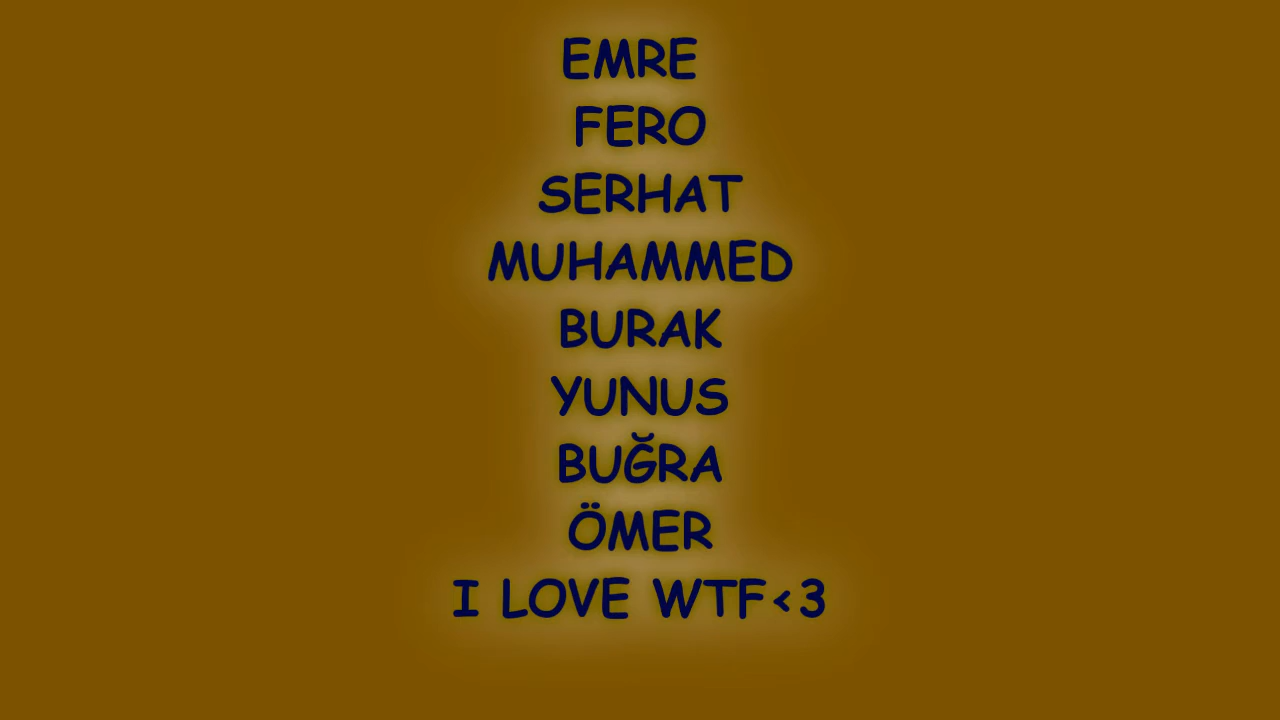 EMRE
FERO
SERHAT
MUHAMMED
BURAK
YUNUS
BUĞRA
ÖMER
I LOVE WTF<3